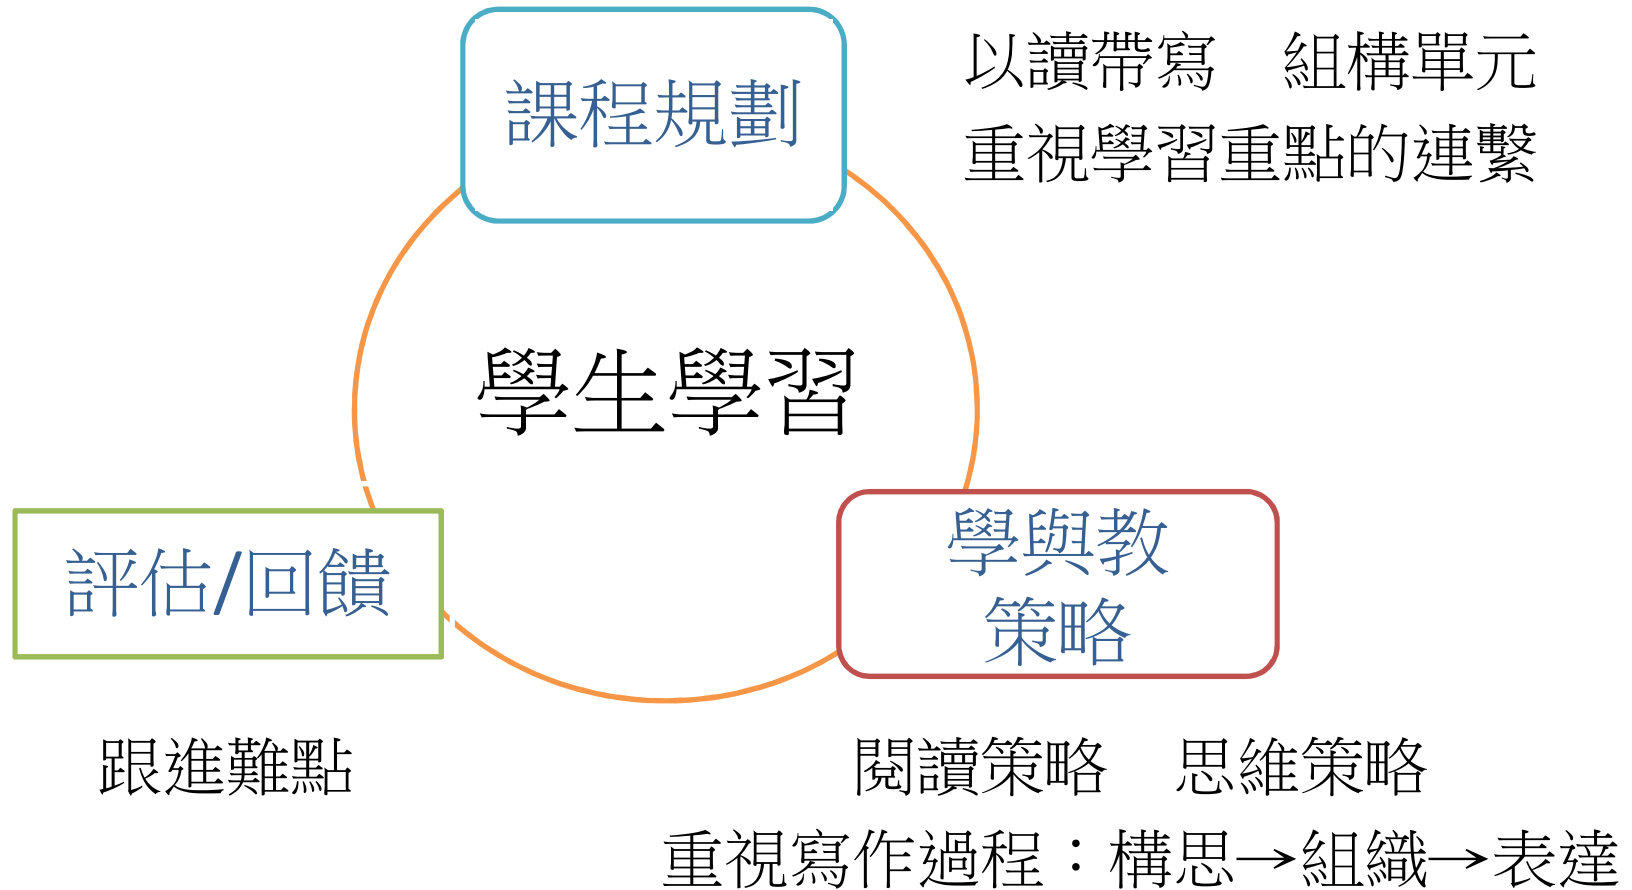 課程規劃
以讀帶寫　組構單元
重視學習重點的連繫
學生學習
評估/回饋
學與教
策略
跟進難點
閱讀策略　思維策略
重視寫作過程：構思→組織→表達